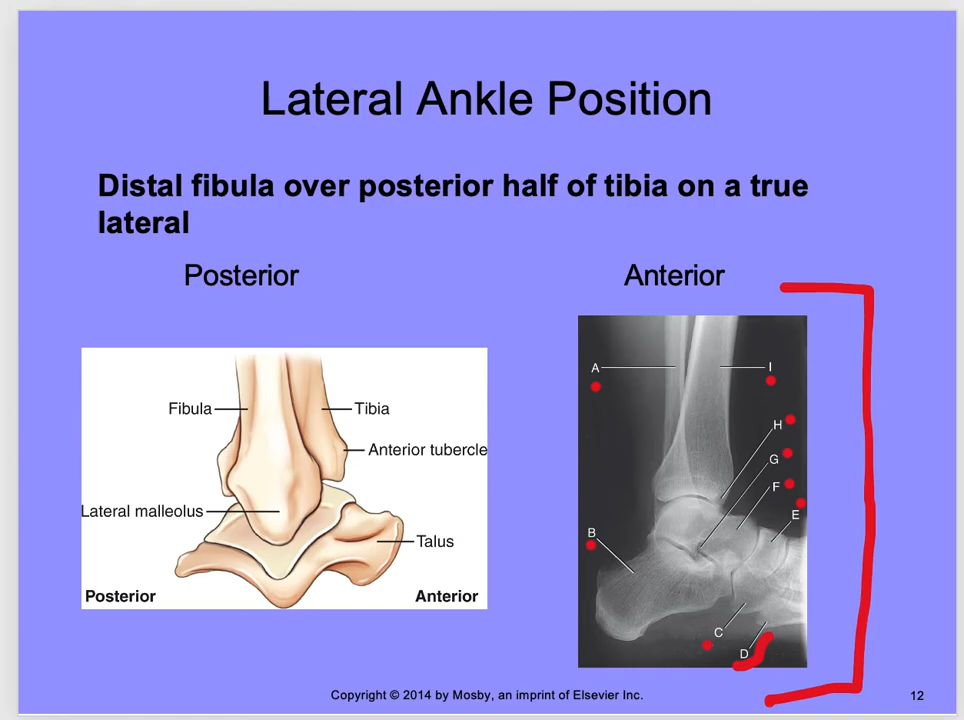 Lateral Ankle Position
Distal fibula over posterior half of tibia on a true
lateral
Posterior
Anterior
Fibula
Tibia
Anterior tubercle
Lateral malleolus
Talus
Posterior
Anterior
A
I
H
G
F
E
B
C
D
Copyright © 2014 by Mosby, an imprint of Elsevier Inc.
12